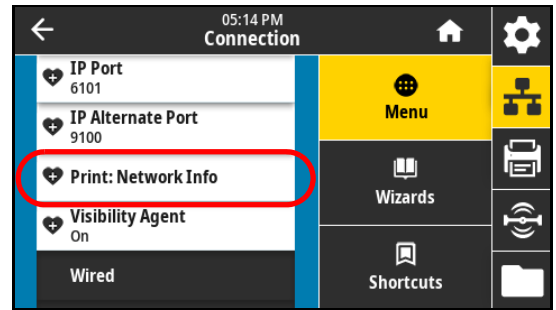 05:14 PM
Connection
IP Port
6101
IP Alternate Port
9100
Print: Network Info
Visibility Agent
On
Wired
Menu
Wizards
Shortcuts